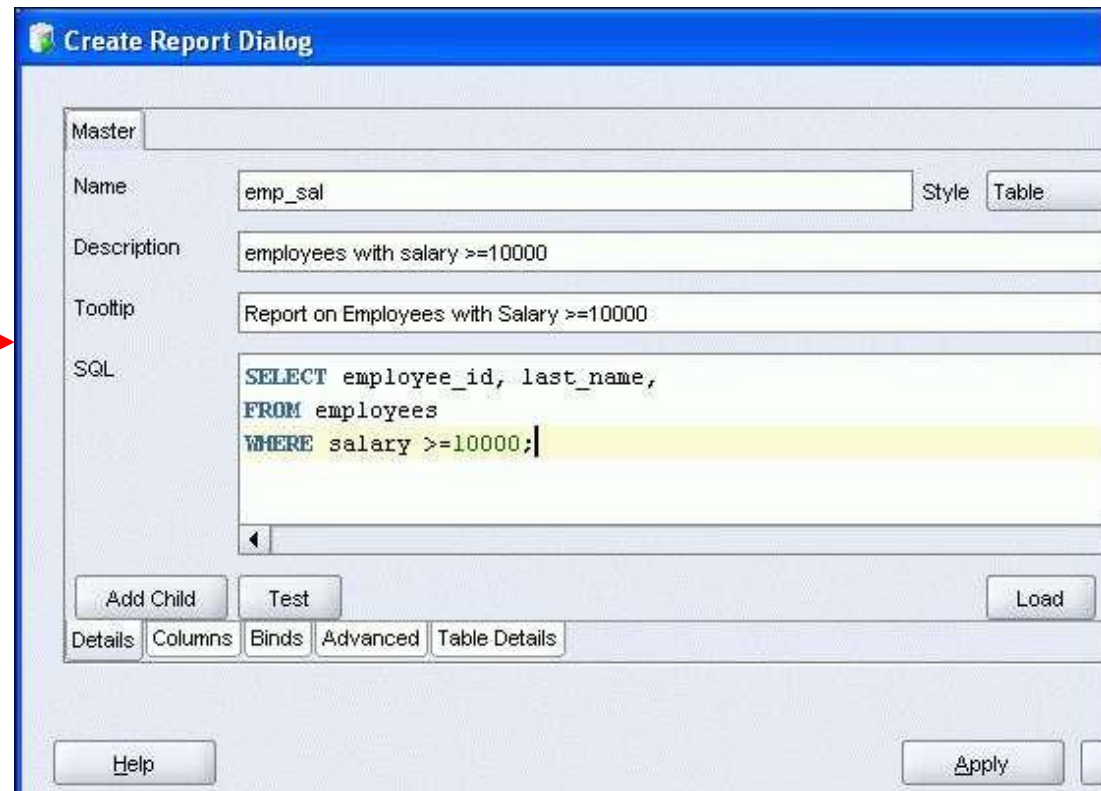 Create Report Dialog
Master
Name emp_sal Style Table
Description employees with salary >=10000
Tooltip Report on Employees with Salary >=10000
SQL SELECT employee_id, last_name,
FROM employees
WHERE salary >=10000;
Add Child Test Load
Details Columns Binds Advanced Table Details
Help Apply